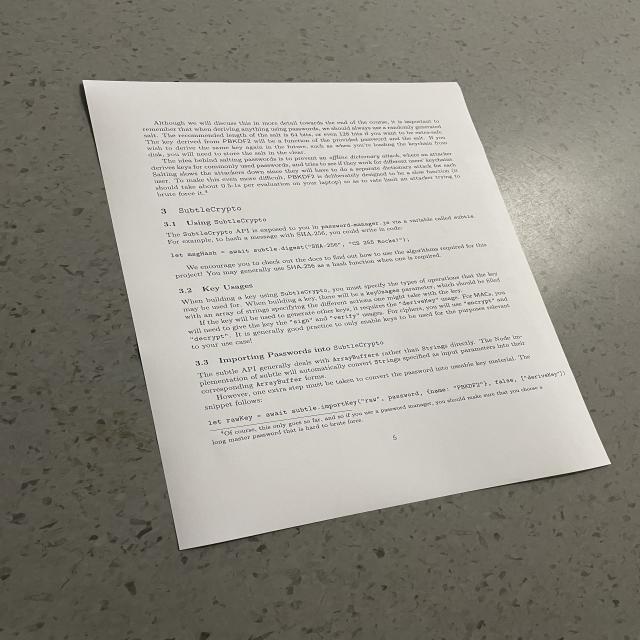 Although we will discuss this in more detail towards the end of the course, it is important to
remember that when deriving anything using passwords, we should always use a randomly generated
salt. The recommended length of the salt is 64 bits, or even 128 bits if you want to be extra-safe.
The key derived from PBKDF2 will be a function of the provided password and the salt. If you
wish to derive the same key again in the future, such as when you're loading the keychain from
disk, you will need to store the salt in the clear.
The idea behind salting passwords is to prevent an offline dictionary attack, where an attacker
derives keys for commonly used passwords, and tries to see if they work for different users' keychains.
Salting slows the attackers down since they will have to do a separate dictionary attack for each
user. To make this even more difficult, PBKDF2 is deliberately designed to be a slow function (it
should take about 0.5-1s per evaluation on your laptop) so as to rate limit an attacker trying to
brute force it.⁴
3 SubtleCrypto
3.1 Using SubtleCrypto
The SubtleCrypto API is exposed to you in password-manager.js via a variable called subtle.
For example, to hash a message with SHA-256, you could write in code:
let msgHash = await subtle.digest("SHA-256", "CS 255 Rocks!");
We encourage you to check out the docs to find out how to use the algorithms required for this
project! You may generally use SHA-256 as a hash function when one is required.
3.2 Key Usages
When building a key using SubtleCrypto, you must specify the types of operations that the key
may be used for. When building a key, there will be a keyUsages parameter, which should be filled
with an array of strings specifying the different actions one might take with the key.
If the key will be used to generate other keys, it requires the "deriveKey" usage. For MACs, you
will need to give the key the "sign" and "verify" usages. For ciphers, you will use "encrypt" and
"decrypt". It is generally good practice to only enable keys to be used for the purposes relevant
to your use case!
3.3 Importing Passwords into SubtleCrypto
The subtle API generally deals with ArrayBuffers rather than Strings directly. The Node im-
plementation of subtle will automatically convert Strings specified as input parameters into their
corresponding ArrayBuffer forms.
However, one extra step must be taken to convert the password into useable key material. The
snippet follows:
let rawKey = await subtle.importKey("raw", password, {name: "PBKDF2"}, false, ["deriveKey"])
⁴Of course, this only goes so far, and so if you use a password manager, you should make sure that you choose a
long master password that is hard to brute force.
5